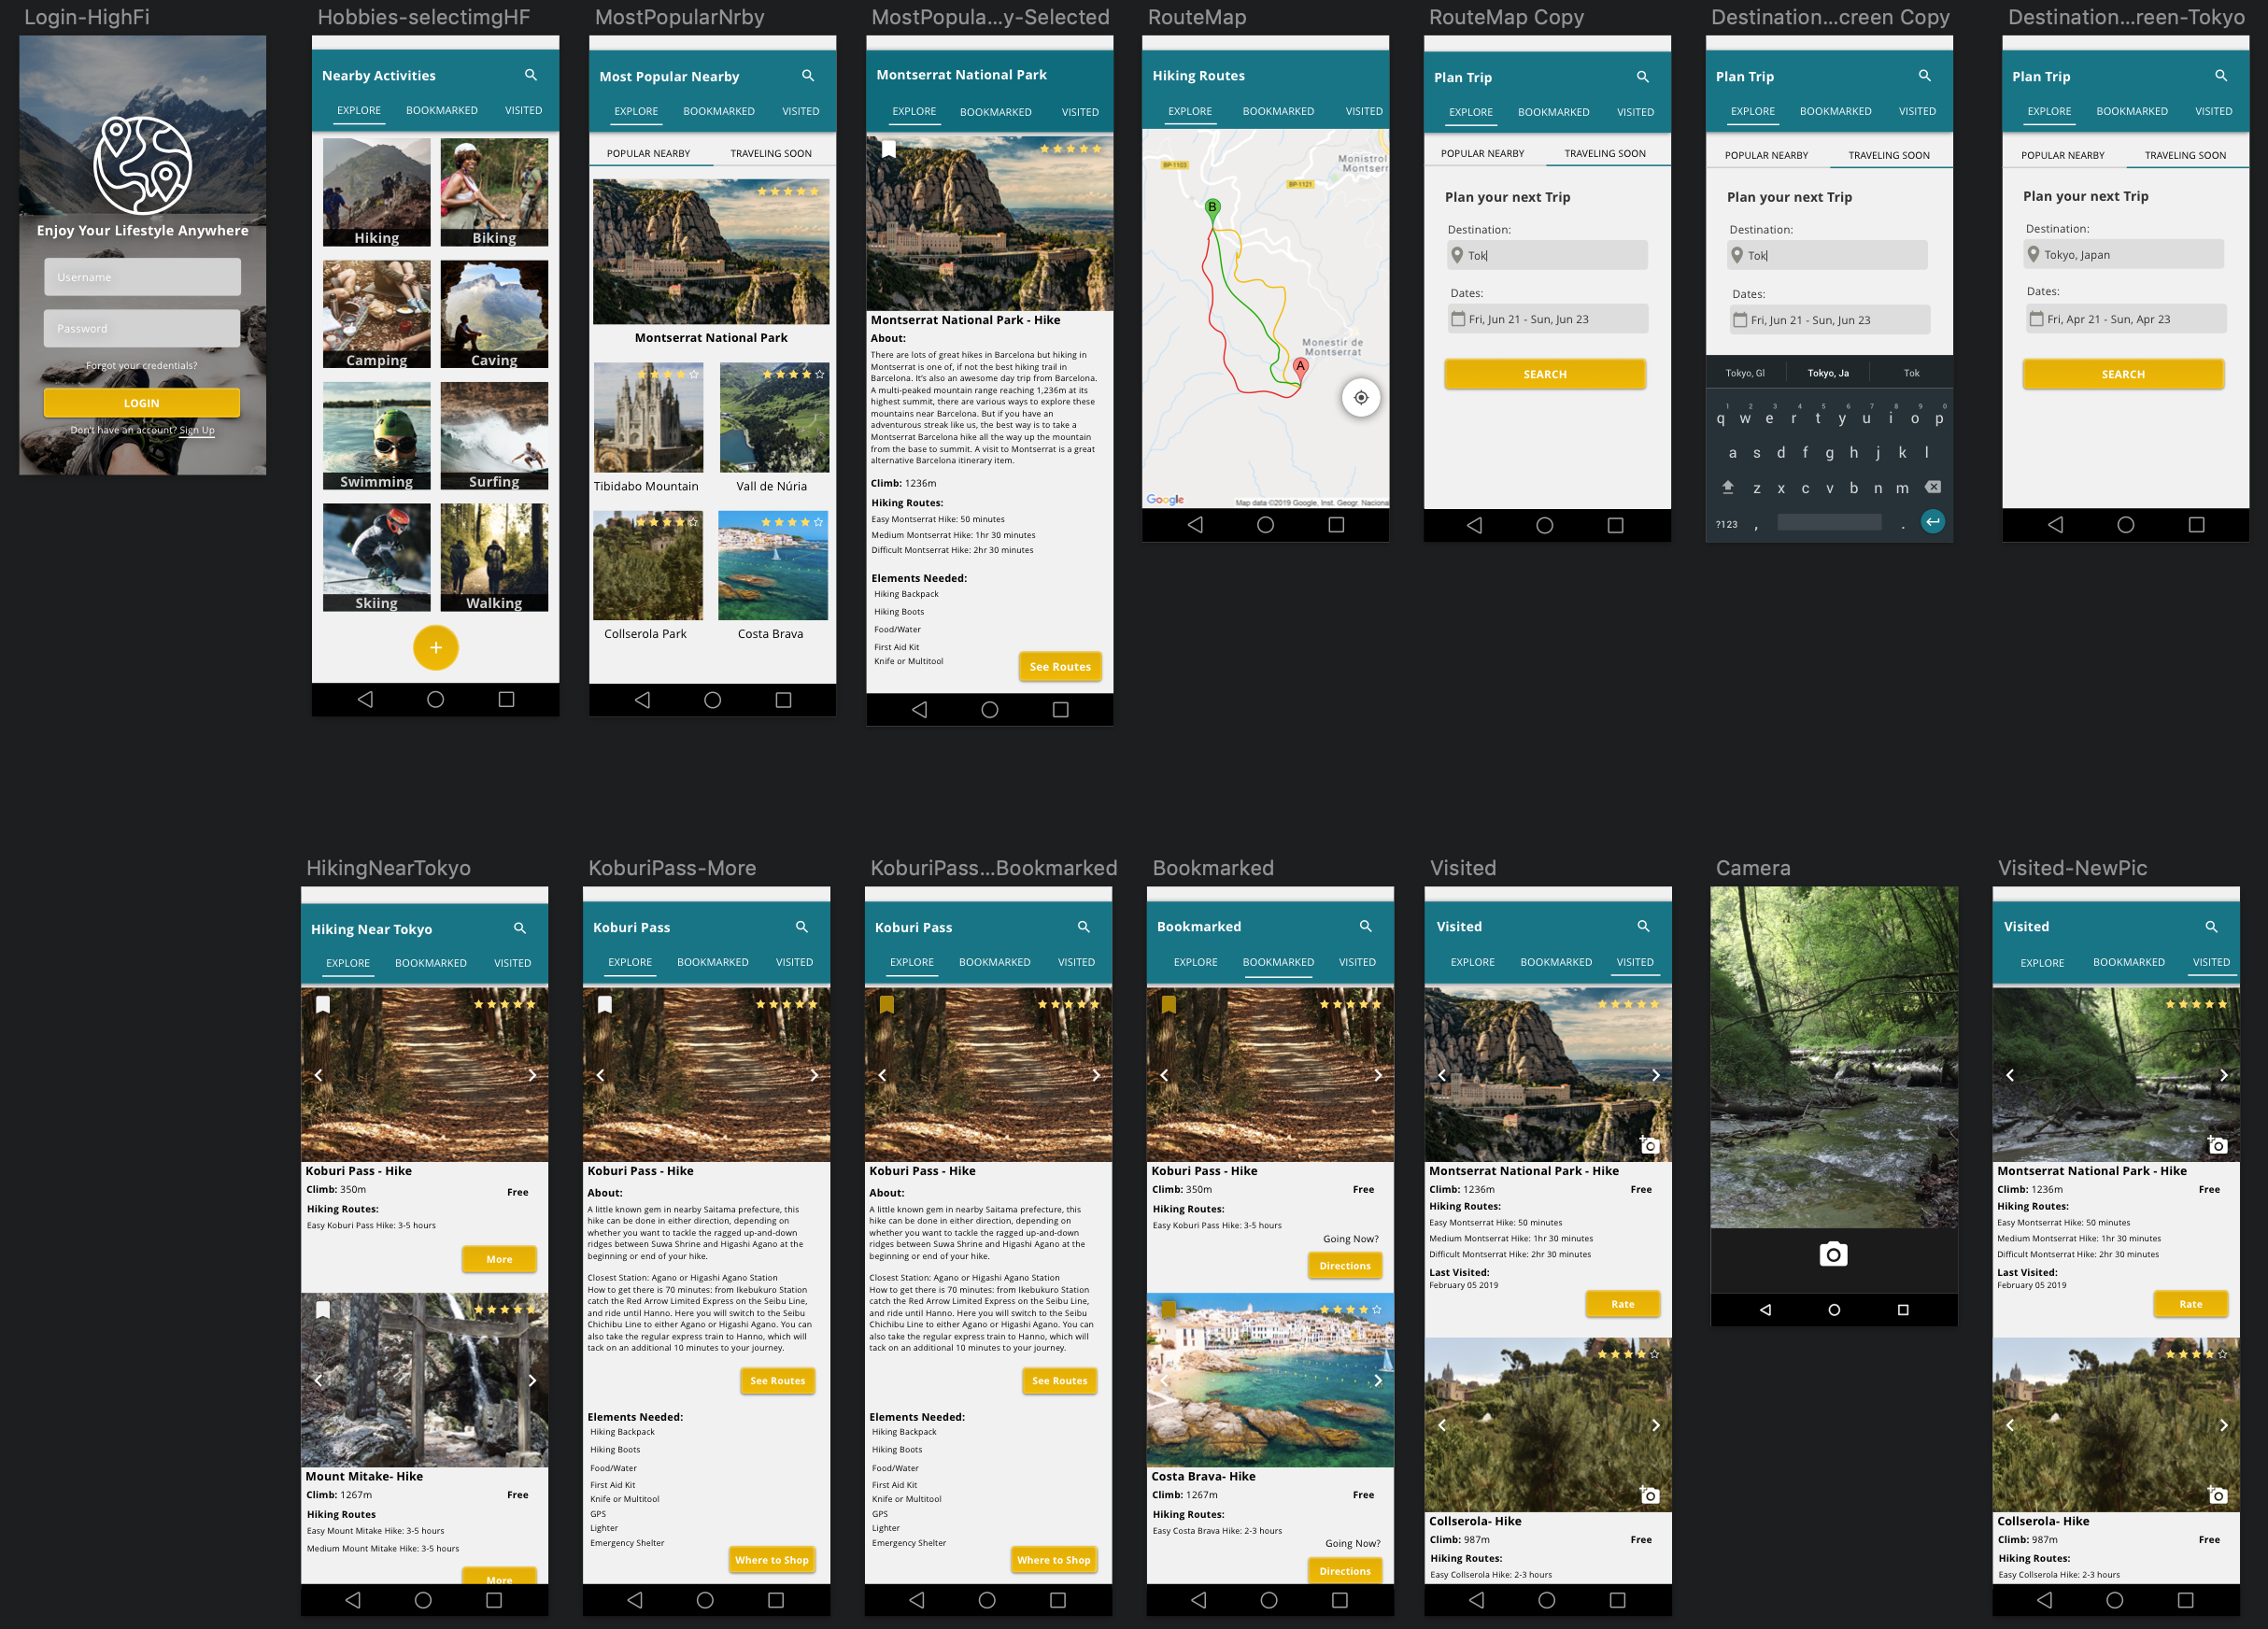 Login-HighFi
Enjoy Your Lifestyle Anywhere
Username
Password
Forgot your credentials?
LOGIN
Don't have an account? Sign Up
Hobbies-selectimgHF
Nearby Activities
EXPLORE BOOKMARKED VISITED
Hiking Biking
Camping Caving
Swimming Surfing
Skiing Walking
MostPopularNrby
Most Popular Nearby
EXPLORE BOOKMARKED VISITED
POPULAR NEARBY TRAVELING SOON
Montserrat National Park
Tibidabo Mountain Vall de Núria
Collserola Park Costa Brava
MostPopula...y-Selected
Montserrat National Park
EXPLORE BOOKMARKED VISITED
Montserrat National Park - Hike
About:
There are lots of great hikes in Barcelona but hiking in
Montserrat is one of, if not the best hiking trail in
Barcelona. It's also an awesome day trip from Barcelona.
A multi-peaked mountain range reaching 1,236m at its
highest summit, there are various ways to explore these
mountains near Barcelona. But if you have an
adventurous streak like us, the best way is to take a
Montserrat Barcelona hike all the way up the mountain
from the base to summit. A visit to Montserrat is a great
alternative Barcelona itinerary item.
Climb: 1236m
Hiking Routes:
Easy Montserrat Hike: 50 minutes
Medium Montserrat Hike: 1hr 30 minutes
Difficult Montserrat Hike: 2hr 30 minutes
Elements Needed:
Hiking Backpack
Hiking Boots
Food/Water
First Aid Kit
Knife or Multitool
See Routes
RouteMap
Hiking Routes
EXPLORE BOOKMARKED VISITED
Monistrol
Montserr
BP-1103
BP-1121
B
Monestir de
Montserrat
A
Google
Map data ©2019 Google, Inst. Geogr. Naciona
RouteMap Copy
Plan Trip
EXPLORE BOOKMARKED VISITED
POPULAR NEARBY TRAVELING SOON
Plan your next Trip
Destination:
Tok
Dates:
Fri, Jun 21 - Sun, Jun 23
SEARCH
Destination...creen Copy
Plan Trip
EXPLORE BOOKMARKED VISITED
POPULAR NEARBY TRAVELING SOON
Plan your next Trip
Destination:
Tok
Dates:
Fri, Jun 21 - Sun, Jun 23
Tokyo, Gl Tokyo, Ja Tok
1 2 3 4 5 6 7 8 9 0
q w e r t y u i o p
a s d f g h j k l
z x c v b n m
?123 , .
Destination...reen-Tokyo
Plan Trip
EXPLORE BOOKMARKED VISITED
POPULAR NEARBY TRAVELING SOON
Plan your next Trip
Destination:
Tokyo, Japan
Dates:
Fri, Apr 21 - Sun, Apr 23
SEARCH
HikingNearTokyo
Hiking Near Tokyo
EXPLORE BOOKMARKED VISITED
Koburi Pass - Hike
Climb: 350m Free
Hiking Routes:
Easy Koburi Pass Hike: 3-5 hours
More
Mount Mitake- Hike
Climb: 1267m Free
Hiking Routes
Easy Mount Mitake Hike: 3-5 hours
Medium Mount Mitake Hike: 3-5 hours
More
KoburiPass-More
Koburi Pass
EXPLORE BOOKMARKED VISITED
Koburi Pass - Hike
About:
A little known gem in nearby Saitama prefecture, this
hike can be done in either direction, depending on
whether you want to tackle the ragged up-and-down
ridges between Suwa Shrine and Higashi Agano at the
beginning or end of your hike.
Closest Station: Agano or Higashi Agano Station
How to get there is 70 minutes: from Ikebukuro Station
catch the Red Arrow Limited Express on the Seibu Line,
and ride until Hanno. Here you will switch to the Seibu
Chichibu Line to either Agano or Higashi Agano. You can
also take the regular express train to Hanno, which will
tack on an additional 10 minutes to your journey.
See Routes
Elements Needed:
Hiking Backpack
Hiking Boots
Food/Water
First Aid Kit
Knife or Multitool
GPS
Lighter
Emergency Shelter
Where to Shop
KoburiPass...Bookmarked
Koburi Pass
EXPLORE BOOKMARKED VISITED
Koburi Pass - Hike
About:
A little known gem in nearby Saitama prefecture, this
hike can be done in either direction, depending on
whether you want to tackle the ragged up-and-down
ridges between Suwa Shrine and Higashi Agano at the
beginning or end of your hike.
Closest Station: Agano or Higashi Agano Station
How to get there is 70 minutes: from Ikebukuro Station
catch the Red Arrow Limited Express on the Seibu Line,
and ride until Hanno. Here you will switch to the Seibu
Chichibu Line to either Agano or Higashi Agano. You can
also take the regular express train to Hanno, which will
tack on an additional 10 minutes to your journey.
See Routes
Elements Needed:
Hiking Backpack
Hiking Boots
Food/Water
First Aid Kit
Knife or Multitool
GPS
Lighter
Emergency Shelter
Where to Shop
Bookmarked
Bookmarked
EXPLORE BOOKMARKED VISITED
Koburi Pass - Hike
Climb: 350m Free
Hiking Routes:
Easy Koburi Pass Hike: 3-5 hours
Going Now?
Directions
Costa Brava- Hike
Climb: 1267m Free
Hiking Routes:
Easy Costa Brava Hike: 2-3 hours
Going Now?
Directions
Visited
Visited
EXPLORE BOOKMARKED VISITED
Montserrat National Park - Hike
Climb: 1236m Free
Hiking Routes:
Easy Montserrat Hike: 50 minutes
Medium Montserrat Hike: 1hr 30 minutes
Difficult Montserrat Hike: 2hr 30 minutes
Last Visited:
February 05 2019
Rate
Collserola- Hike
Climb: 987m Free
Hiking Routes:
Easy Collserola Hike: 2-3 hours
Camera
Visited-NewPic
Visited
EXPLORE BOOKMARKED VISITED
Montserrat National Park - Hike
Climb: 1236m Free
Hiking Routes:
Easy Montserrat Hike: 50 minutes
Medium Montserrat Hike: 1hr 30 minutes
Difficult Montserrat Hike: 2hr 30 minutes
Last Visited:
February 05 2019
Rate
Collserola- Hike
Climb: 987m Free
Hiking Routes:
Easy Collserola Hike: 2-3 hours